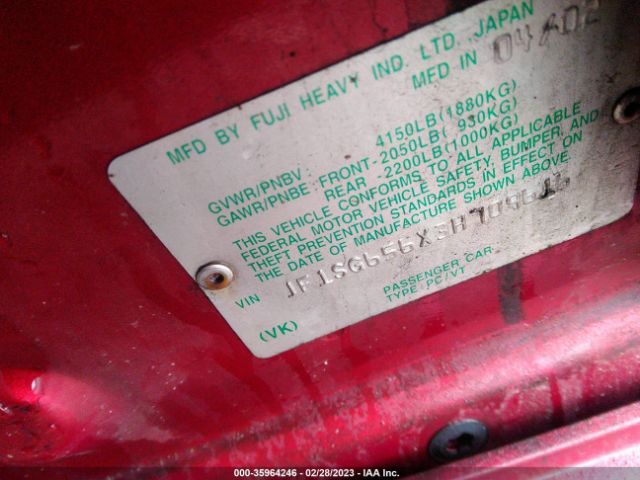 MFD BY FUJI HEAVY IND. LTD. JAPAN
MFD IN 04/02
GVWR/PNBV 4150LB(1880KG)
GAWR/PNBE FRONT-2050LB( 930KG)
REAR -2200LB(1000KG)
THIS VEHICLE CONFORMS TO ALL APPLICABLE
FEDERAL MOTOR VEHICLE SAFETY, BUMPER, AND
THEFT PREVENTION STANDARDS IN EFFECT ON
THE DATE OF MANUFACTURE SHOWN ABOVE.
VIN
PASSENGER CAR
TYPE PC/VT
(VK)
000-35964246 - 02/28/2023 - IAA Inc.